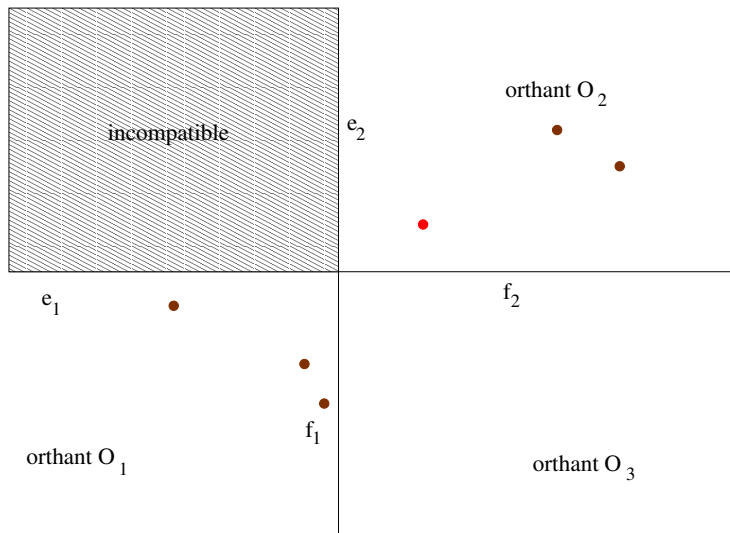 orthant O₂
e₂
incompatible
e₁
f₂
f₁
orthant O₁
orthant O₃